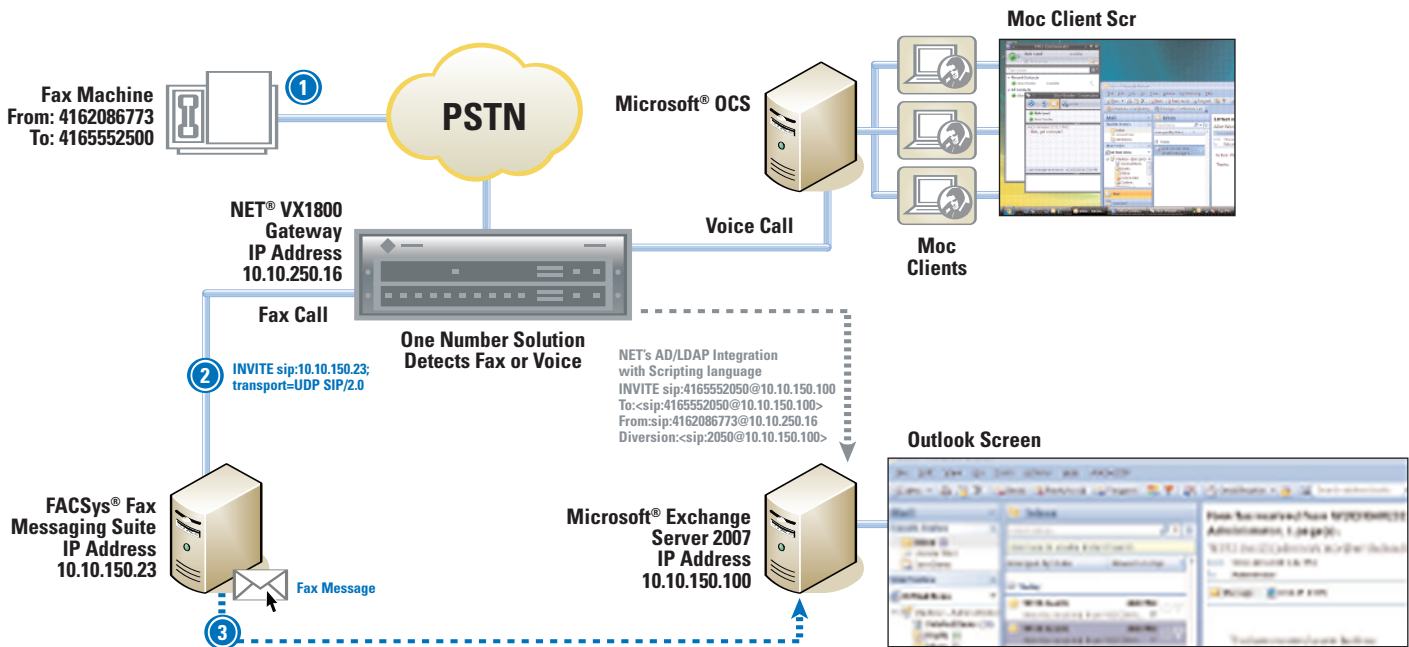 Moc Client Scr
Fax Machine
From: 4162086773
To: 4165552500
1
PSTN
Microsoft® OCS
NET® VX1800
Gateway
IP Address
10.10.250.16
Voice Call
Moc
Clients
Fax Call
One Number Solution
Detects Fax or Voice
2
INVITE sip:10.10.150.23;
transport=UDP SIP/2.0
NET's AD/LDAP Integration
with Scripting language
INVITE sip:4165552050@10.10.150.100
To:<sip:4165552050@10.10.150.100>
From:sip:4162086773@10.10.250.16
Diversion:<sip:2050@10.10.150.100>
Outlook Screen
FACSys® Fax
Messaging Suite
IP Address
10.10.150.23
Fax Message
3
Microsoft® Exchange
Server 2007
IP Address
10.10.150.100